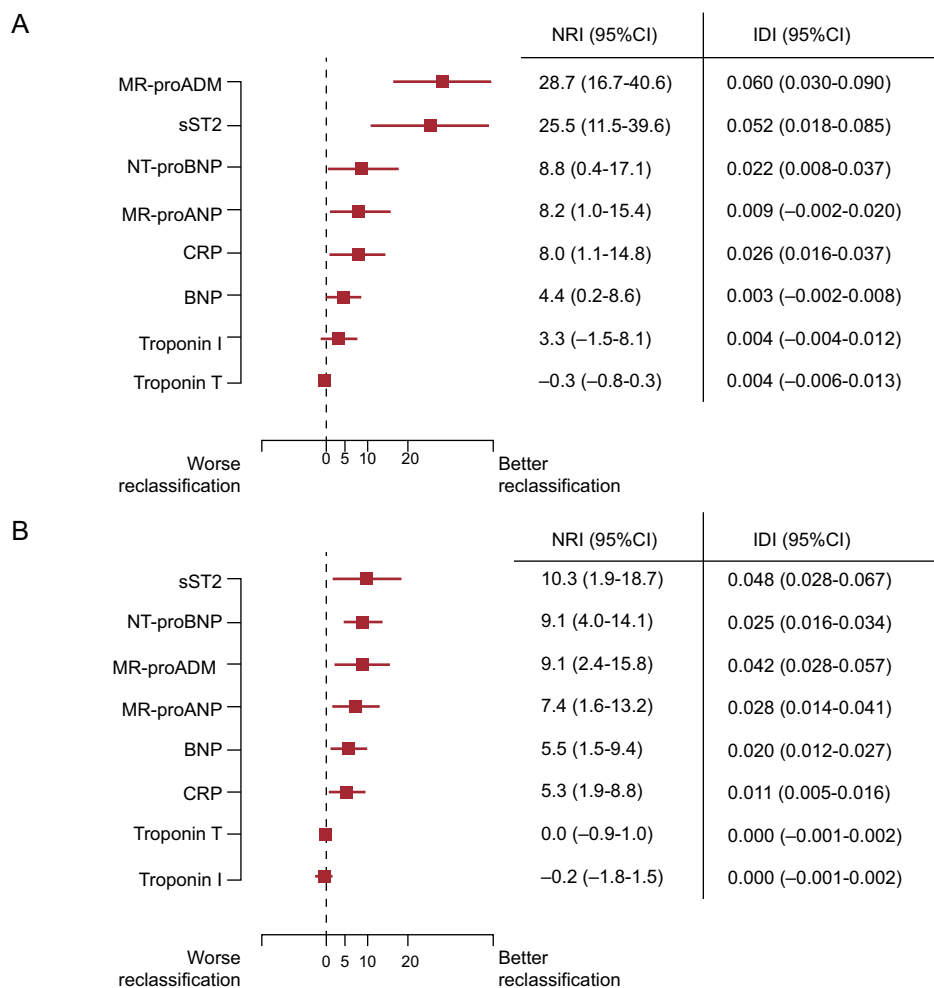 A
NRI (95%CI) IDI (95%CI)
MR-proADM 28.7 (16.7-40.6) 0.060 (0.030-0.090)
sST2 25.5 (11.5-39.6) 0.052 (0.018-0.085)
NT-proBNP 8.8 (0.4-17.1) 0.022 (0.008-0.037)
MR-proANP 8.2 (1.0-15.4) 0.009 (–0.002-0.020)
CRP 8.0 (1.1-14.8) 0.026 (0.016-0.037)
BNP 4.4 (0.2-8.6) 0.003 (–0.002-0.008)
Troponin I 3.3 (–1.5-8.1) 0.004 (–0.004-0.012)
Troponin T –0.3 (–0.8-0.3) 0.004 (–0.006-0.013)
0 5 10 20
Worse Better
reclassification reclassification
B
NRI (95%CI) IDI (95%CI)
sST2 10.3 (1.9-18.7) 0.048 (0.028-0.067)
NT-proBNP 9.1 (4.0-14.1) 0.025 (0.016-0.034)
MR-proADM 9.1 (2.4-15.8) 0.042 (0.028-0.057)
MR-proANP 7.4 (1.6-13.2) 0.028 (0.014-0.041)
BNP 5.5 (1.5-9.4) 0.020 (0.012-0.027)
CRP 5.3 (1.9-8.8) 0.011 (0.005-0.016)
Troponin T 0.0 (–0.9-1.0) 0.000 (–0.001-0.002)
Troponin I –0.2 (–1.8-1.5) 0.000 (–0.001-0.002)
Worse 0 5 10 20 Better
reclassification reclassification